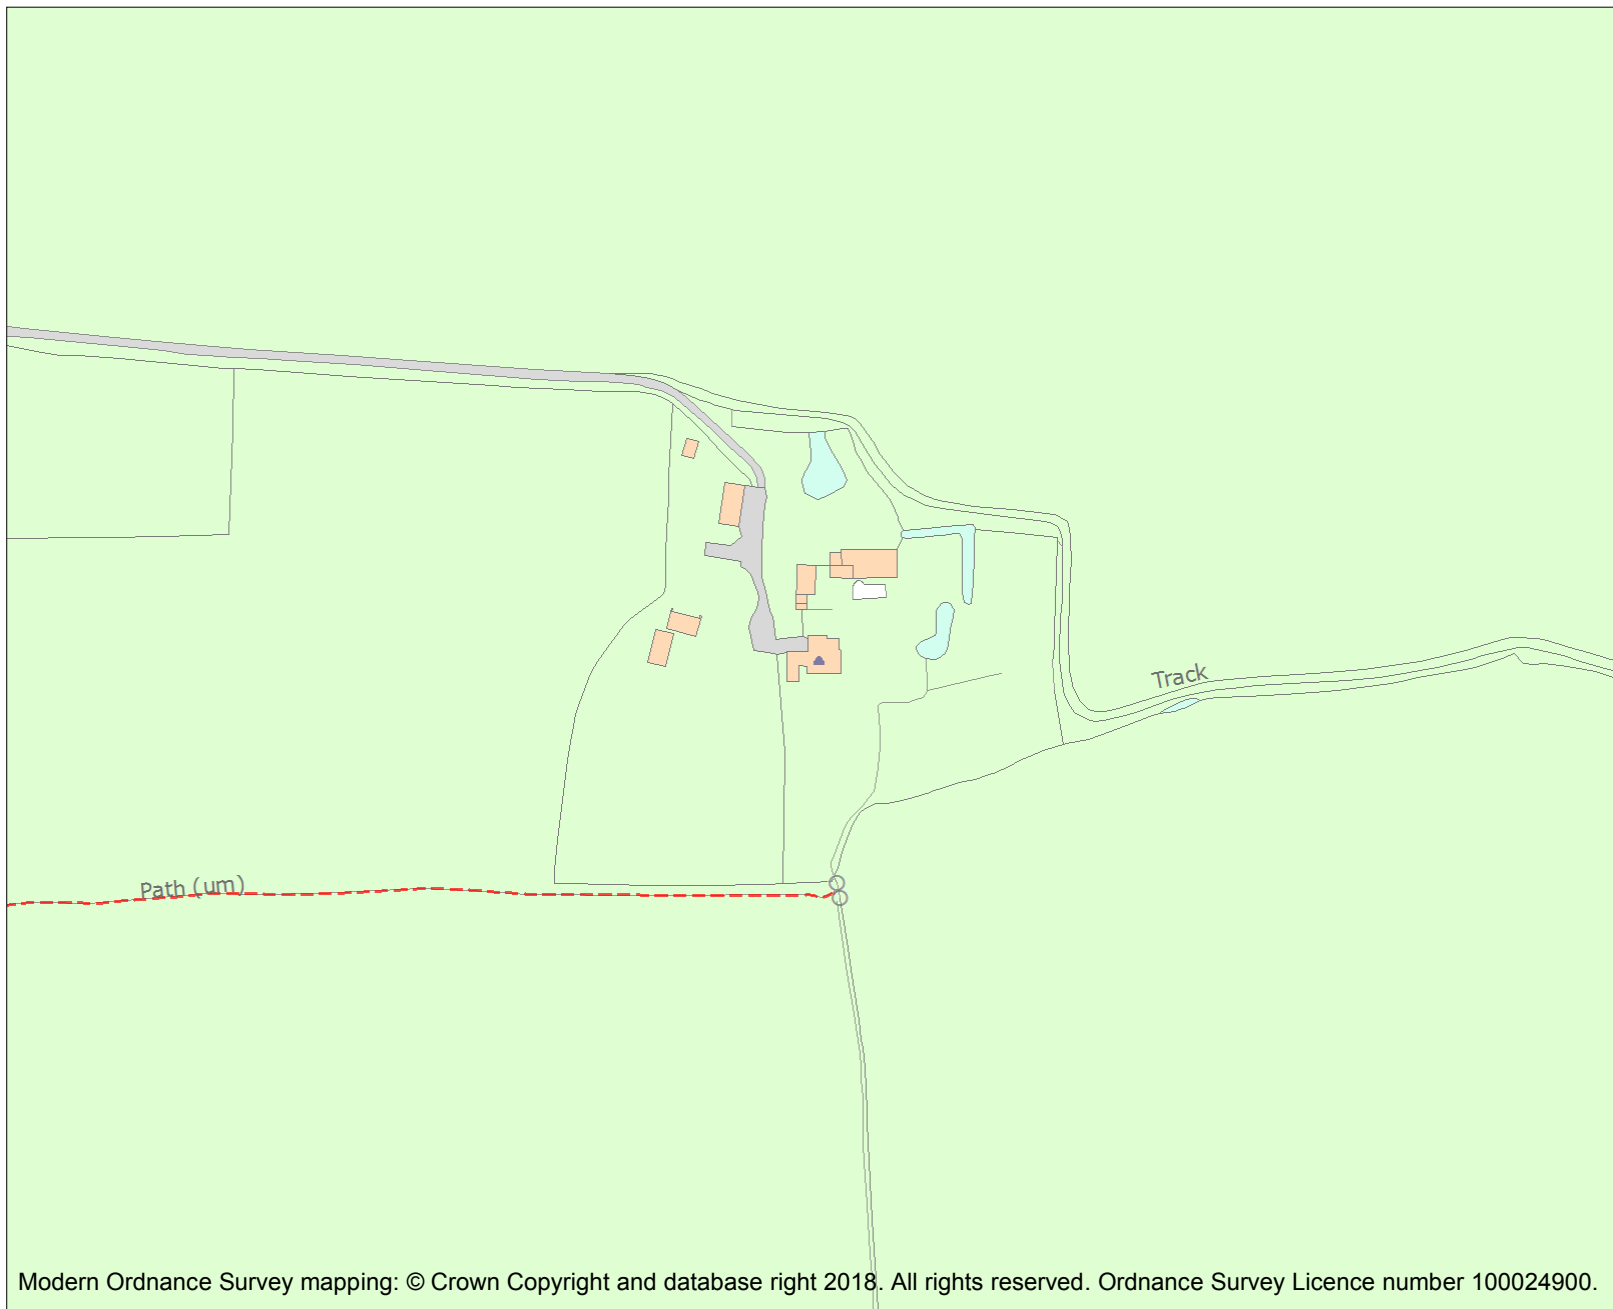 Track
Path (um)
Modern Ordnance Survey mapping: © Crown Copyright and database right 2018. All rights reserved. Ordnance Survey Licence number 100024900.